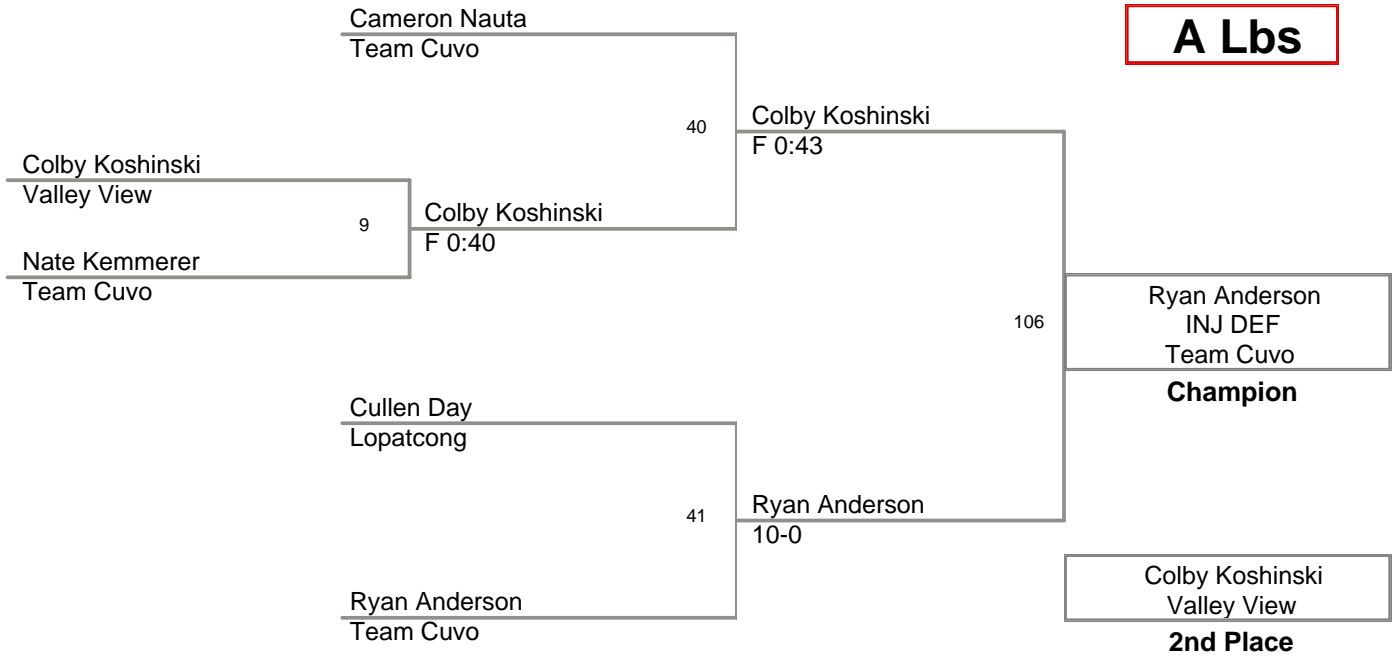 A Lbs
Cameron Nauta
Team Cuvo
40
Colby Koshinski
F 0:43
Colby Koshinski
Valley View
9
Colby Koshinski
F 0:40
Nate Kemmerer
Team Cuvo
106
Ryan Anderson
INJ DEF
Team Cuvo
Champion
Cullen Day
Lopatcong
41
Ryan Anderson
10-0
Ryan Anderson
Team Cuvo
Colby Koshinski
Valley View
2nd Place